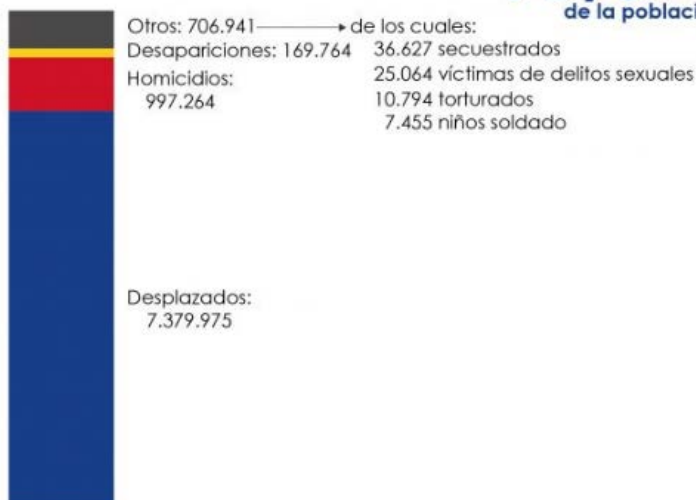 de la poblaci
Otros: 706.941 de los cuales:
Desapariciones: 169.764 36.627 secuestrados
Homicidios: 25.064 víctimas de delitos sexuales
997.264 10.794 torturados
7.455 niños soldado
Desplazados:
7.379.975